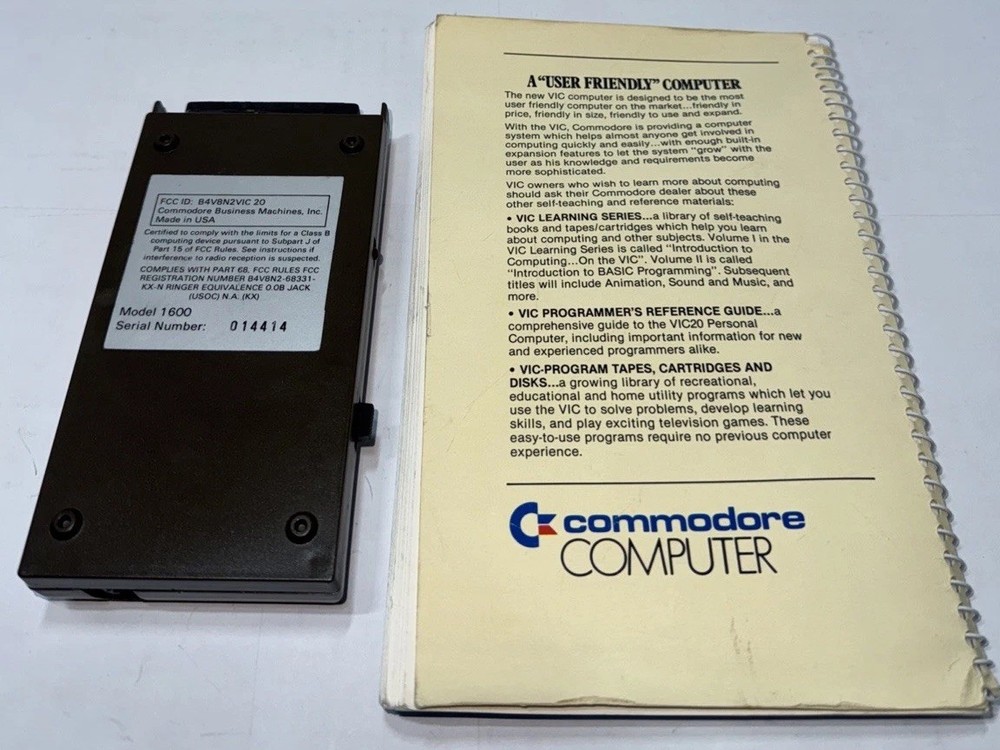 FCC ID: B4V8N2VIC 20
Commodore Business Machines, Inc.
Made in USA
Certified to comply with the limits for a Class B
computing device pursuant to Subpart J of
Part 15 of FCC Rules. See instructions if
interference to radio reception is suspected.
COMPLIES WITH PART 68, FCC RULES FCC
REGISTRATION NUMBER B4V8N2-68331-
KX-N RINGER EQUIVALENCE 0.0B JACK
(USOC) N.A. (KX)
Model 1600
Serial Number: 014414
A “USER FRIENDLY” COMPUTER
The new VIC computer is designed to be the most
user friendly computer on the market...friendly in
price, friendly in size, friendly to use and expand.
With the VIC, Commodore is providing a computer
system which helps almost anyone get involved in
computing quickly and easily...with enough built-in
expansion features to let the system "grow" with the
user as his knowledge and requirements become
more sophisticated.
VIC owners who wish to learn more about computing
should ask their Commodore dealer about these
other self-teaching and reference materials:
• VIC LEARNING SERIES...a library of self-teaching
books and tapes/cartridges which help you learn
about computing and other subjects. Volume I in the
VIC Learning Series is called "Introduction to
Computing...On the VIC". Volume II is called
"Introduction to BASIC Programming". Subsequent
titles will include Animation, Sound and Music, and
more.
• VIC PROGRAMMER'S REFERENCE GUIDE...a
comprehensive guide to the VIC20 Personal
Computer, including important information for new
and experienced programmers alike.
• VIC-PROGRAM TAPES, CARTRIDGES AND
DISKS...a growing library of recreational,
educational and home utility programs which let you
use the VIC to solve problems, develop learning
skills, and play exciting television games. These
easy-to-use programs require no previous computer
experience.
commodore
COMPUTER